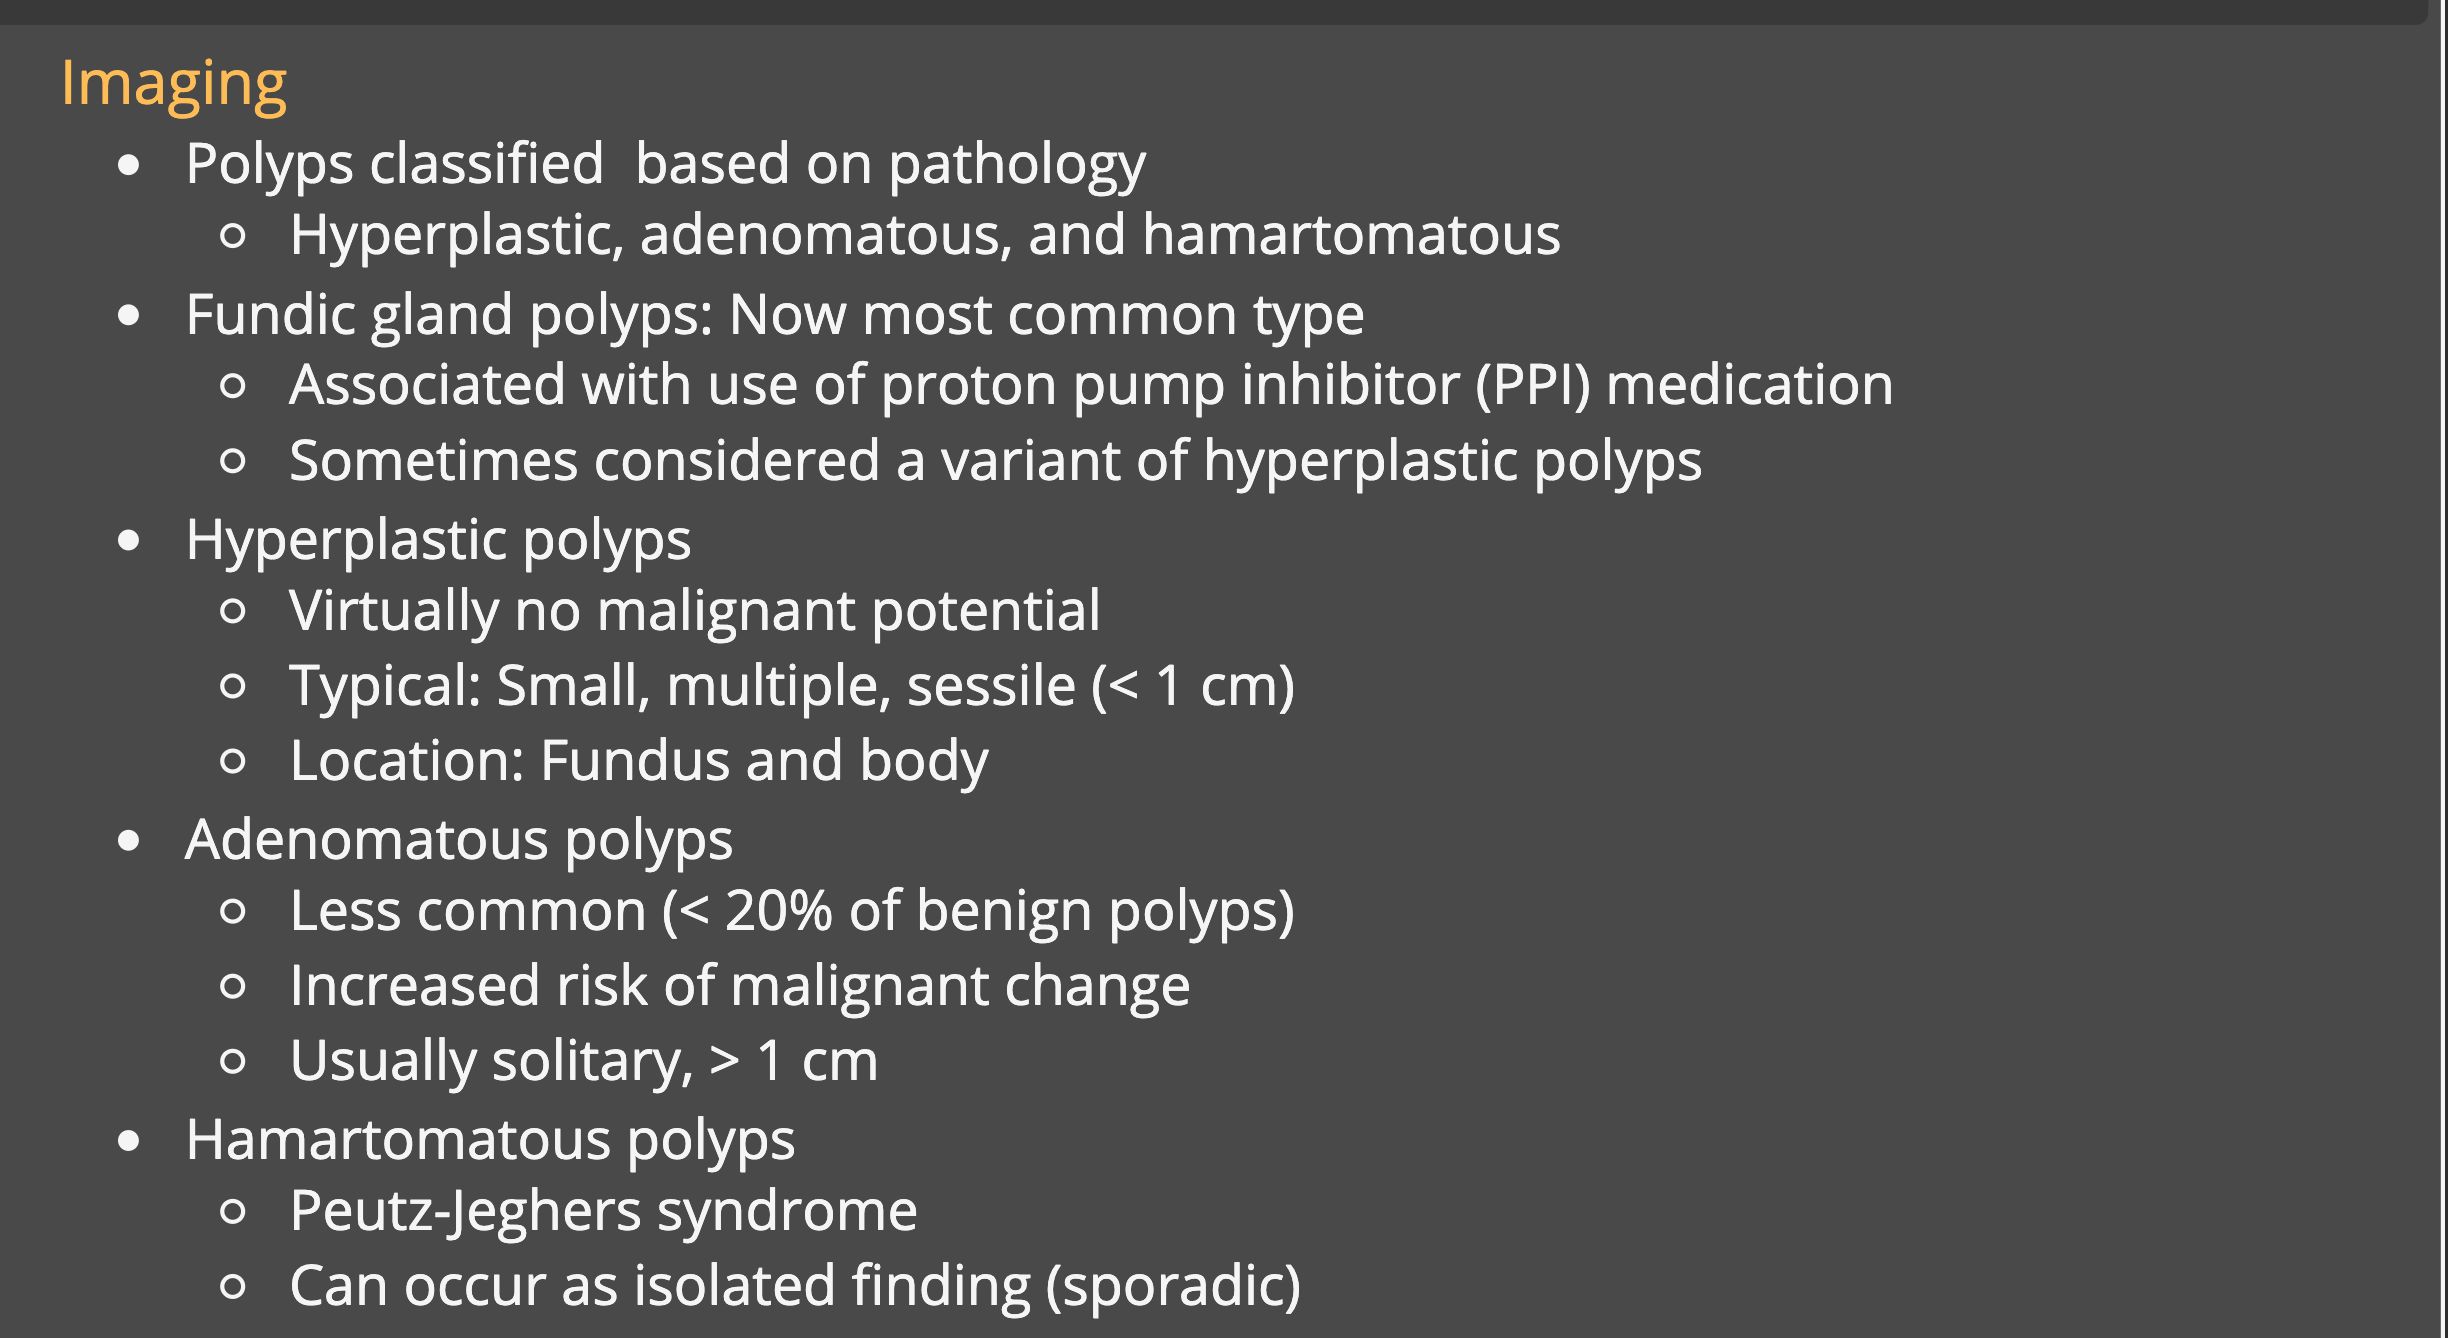 Imaging
• Polyps classified  based on pathology
○ Hyperplastic, adenomatous, and hamartomatous
• Fundic gland polyps: Now most common type
○ Associated with use of proton pump inhibitor (PPI) medication
○ Sometimes considered a variant of hyperplastic polyps
• Hyperplastic polyps
○ Virtually no malignant potential
○ Typical: Small, multiple, sessile (< 1 cm)
○ Location: Fundus and body
• Adenomatous polyps
○ Less common (< 20% of benign polyps)
○ Increased risk of malignant change
○ Usually solitary, > 1 cm
• Hamartomatous polyps
○ Peutz-Jeghers syndrome
○ Can occur as isolated finding (sporadic)